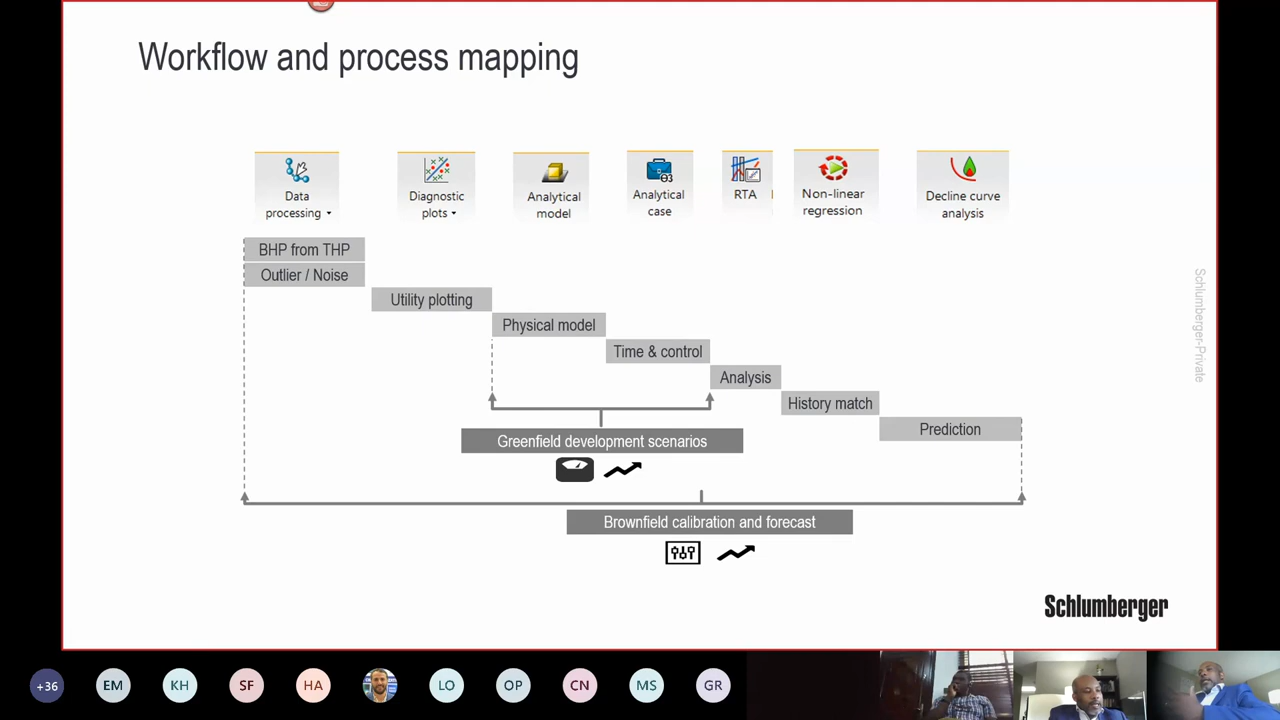 Workflow and process mapping
Data
processing
Diagnostic
plots
Analytical
model
Analytical
case
RTA
Non-linear
regression
Decline curve
analysis
BHP from THP
Outlier / Noise
Utility plotting
Physical model
Time & control
Analysis
History match
Prediction
Greenfield development scenarios
Brownfield calibration and forecast
Schlumberger-Private
Schlumberger
+36
EM
KH
SF
HA
LO
OP
CN
MS
GR